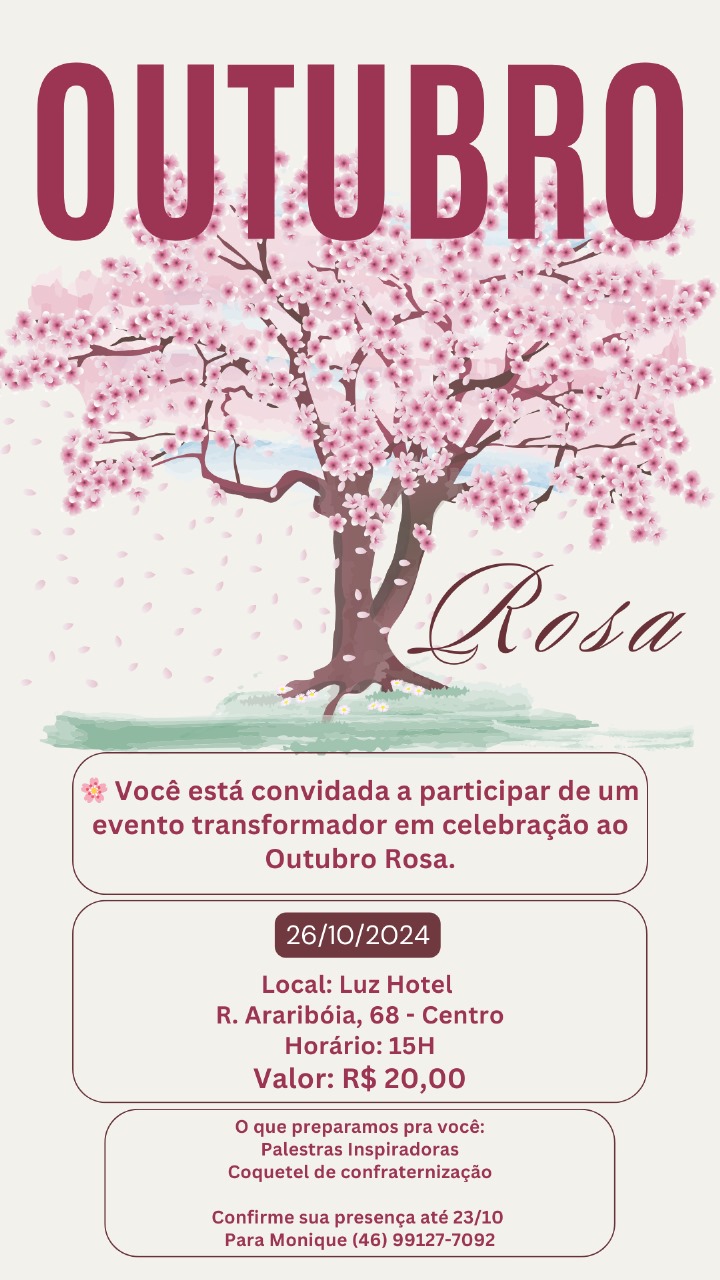 OUTUBRO
Rosa
🌸 Você está convidada a participar de um
evento transformador em celebração ao
Outubro Rosa.
26/10/2024
Local: Luz Hotel
R. Araribóia, 68 - Centro
Horário: 15H
Valor: R$ 20,00
O que preparamos pra você:
Palestras Inspiradoras
Coquetel de confraternização
Confirme sua presença até 23/10
Para Monique (46) 99127-7092